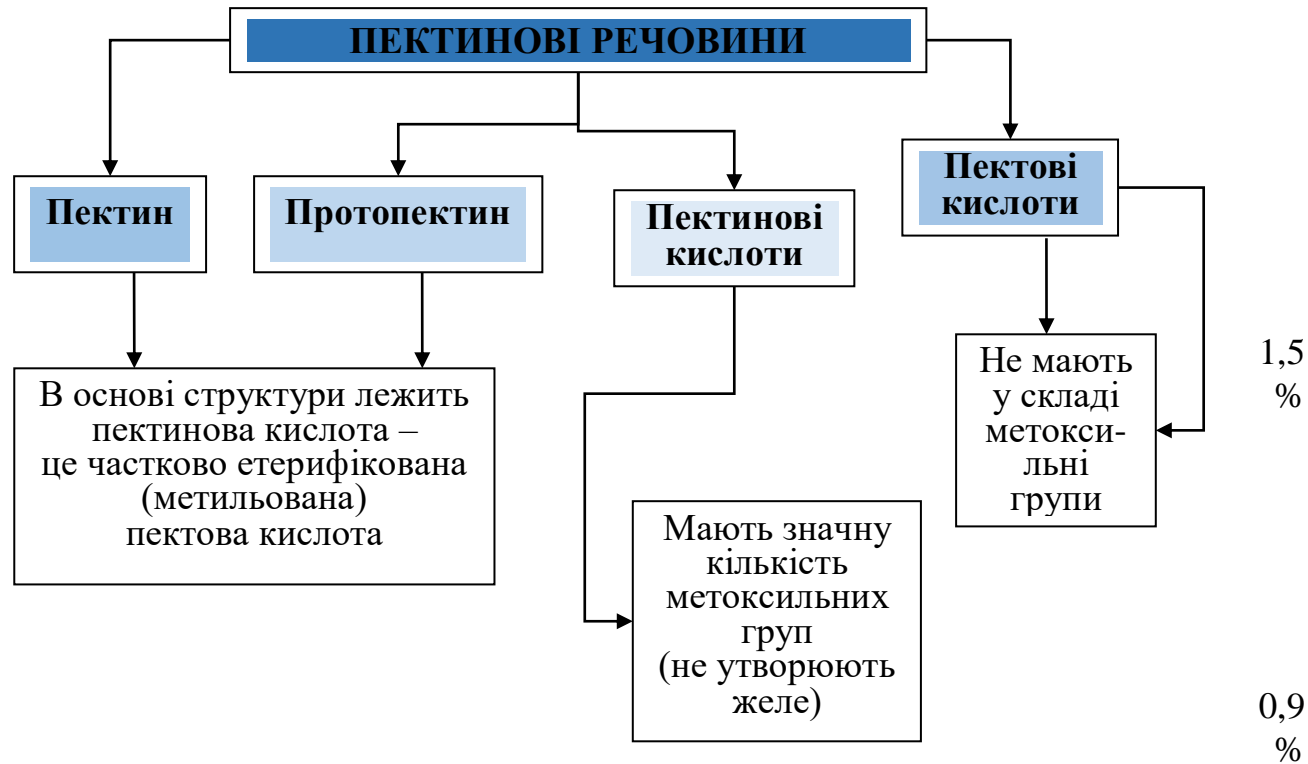 ПЕКТИНОВІ РЕЧОВИНИ
Пектин
Протопектин
Пектинові
кислоти
Пектові
кислоти
В основі структури лежить
пектинова кислота –
це частково етерифікована
(метильована)
пектова кислота
Мають значну
кількість
метоксильних
груп
(не утворюють
желе)
Не мають
у складі
метокси-
льні
групи
1,5
%
0,9
%